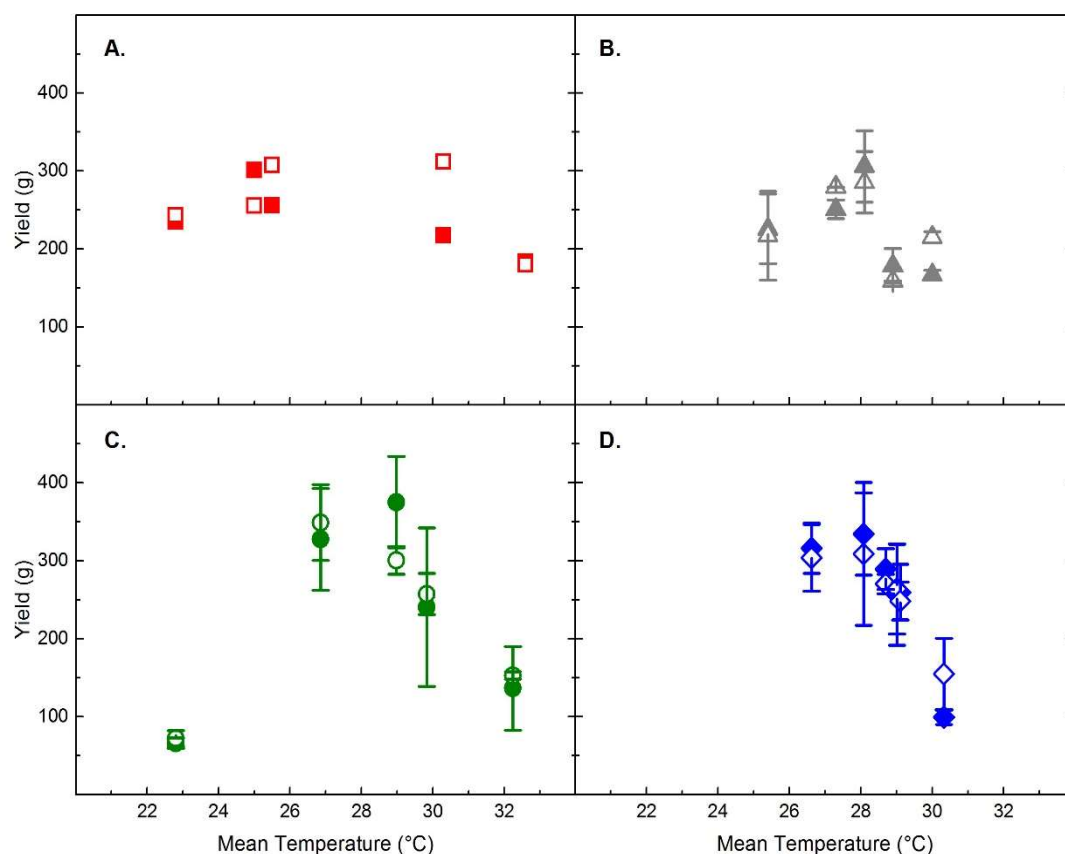 A.
B.
400
300
200
100
Yield (g)
C.
D.
400
300
200
100
Yield (g)
22 24 26 28 30 32
22 24 26 28 30 32
Mean Temperature (°C)
Mean Temperature (°C)